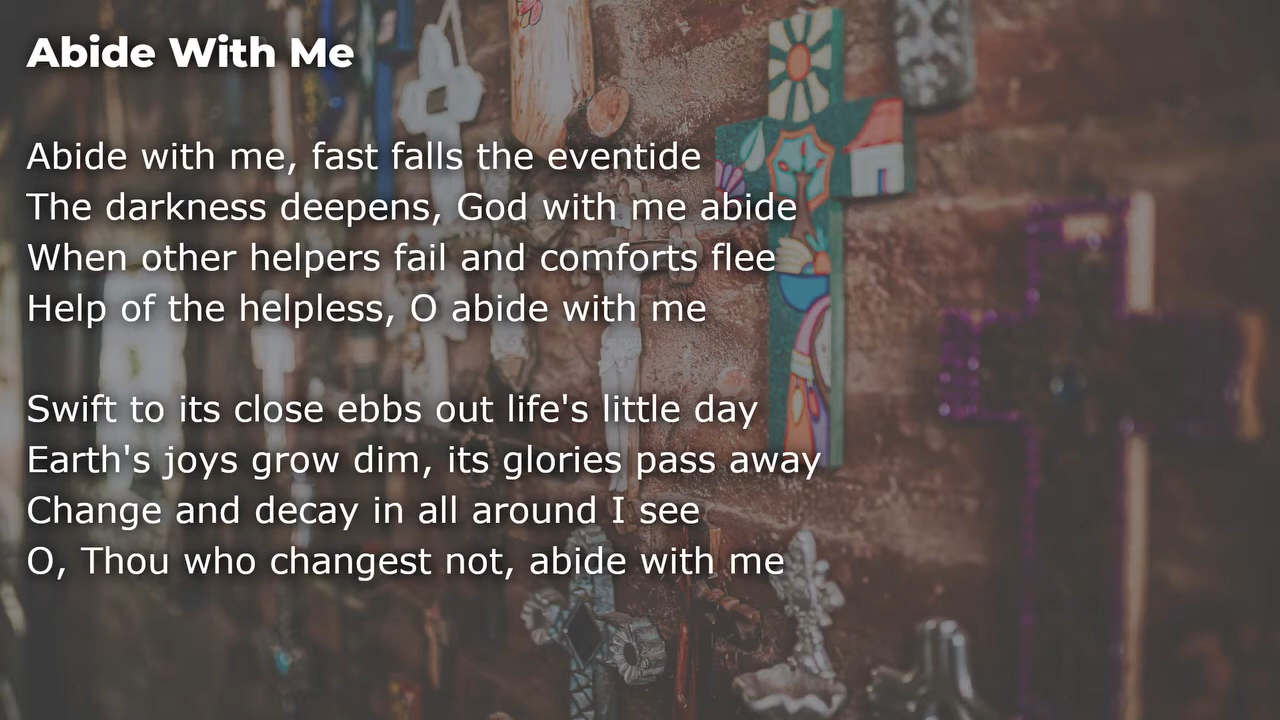 Abide With Me
Abide with me, fast falls the eventide
The darkness deepens, God with me abide
When other helpers fail and comforts flee
Help of the helpless, O abide with me
Swift to its close ebbs out life's little day
Earth's joys grow dim, its glories pass away
Change and decay in all around I see
O, Thou who changest not, abide with me